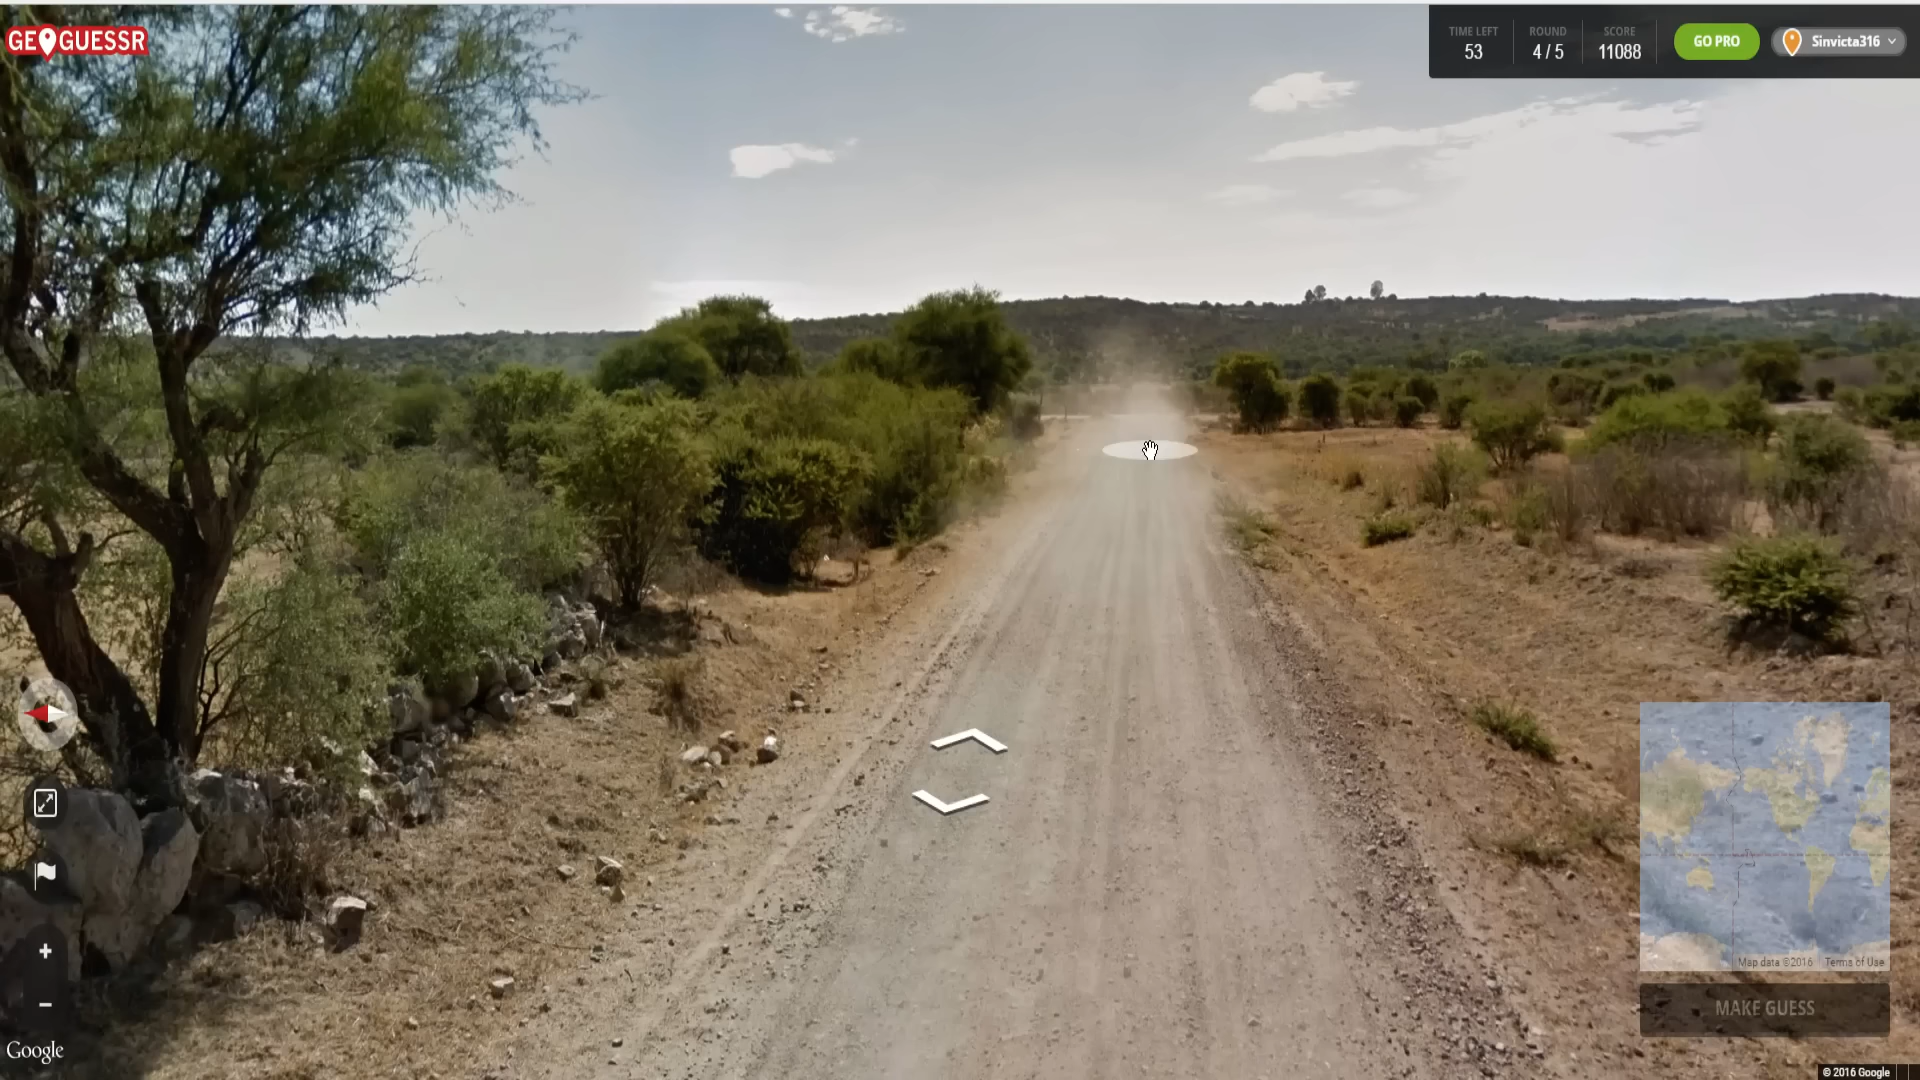 GEOGUESSR
TIME LEFT
53
ROUND
4 / 5
SCORE
11088
GO PRO
Sinvicta316
Map data ©2016 Terms of Use
MAKE GUESS
Google
© 2016 Google